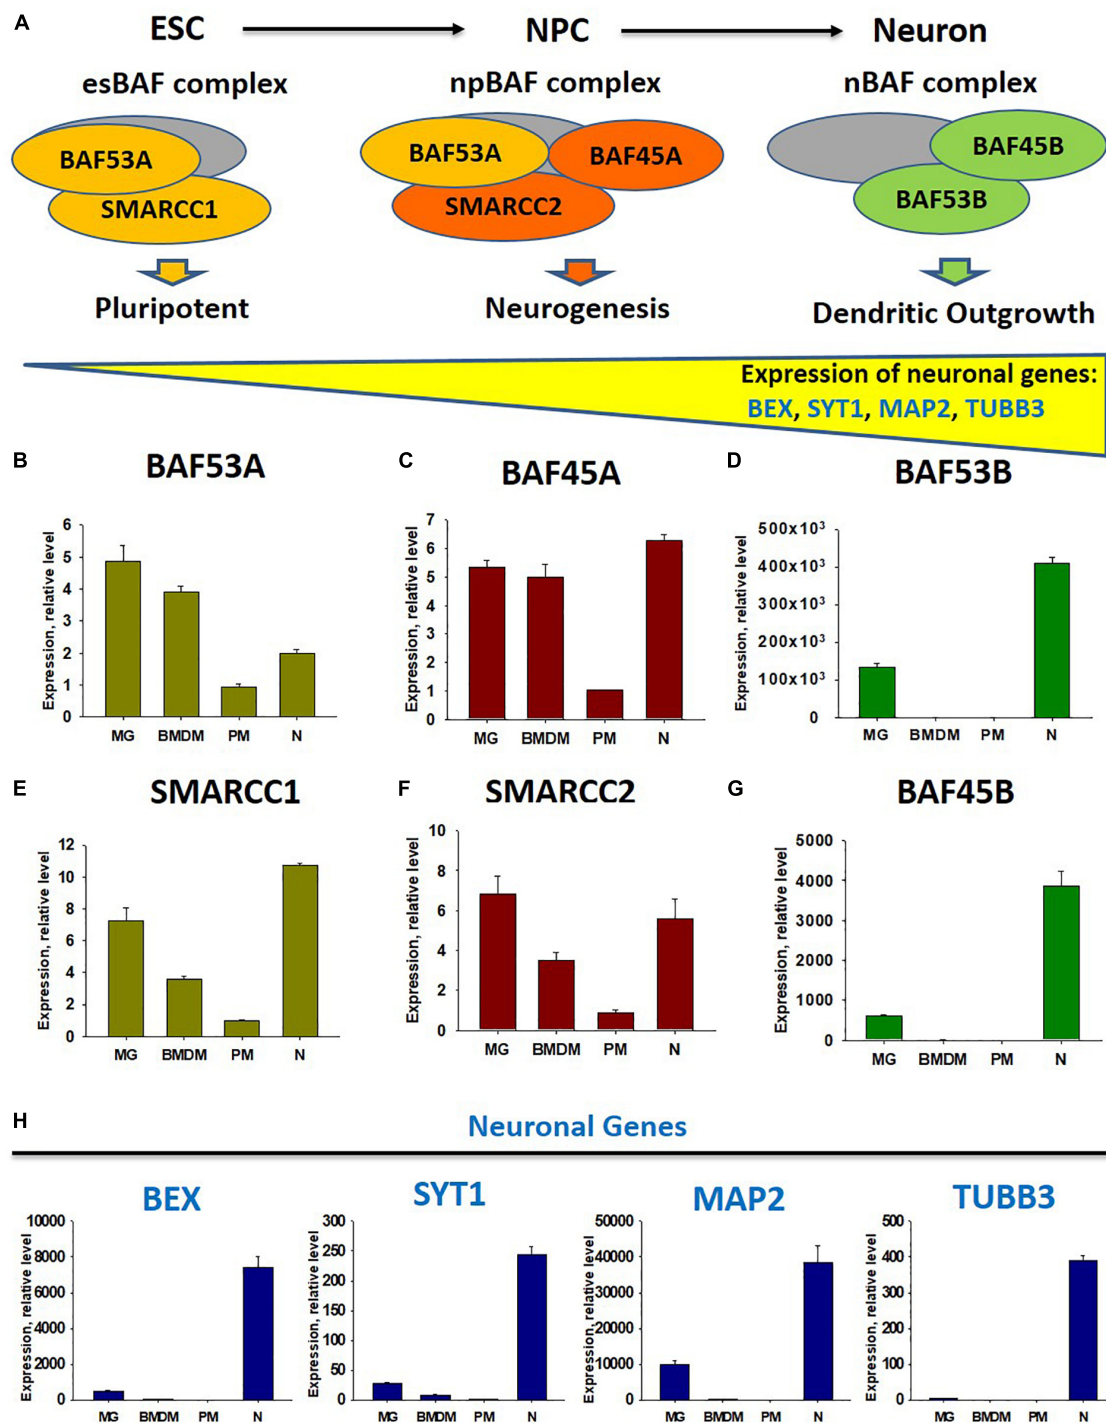 A
ESC
NPC
Neuron
esBAF complex
npBAF complex
nBAF complex
BAF53A
SMARCC1
BAF53A
BAF45A
SMARCC2
BAF45B
BAF53B
Pluripotent
Neurogenesis
Dendritic Outgrowth
Expression of neuronal genes:
BEX, SYT1, MAP2, TUBB3
B
BAF53A
Expression, relative level
6
5
4
3
2
1
0
MG BMDM PM N
C
BAF45A
Expression, relative level
7
6
5
4
3
2
1
0
MG BMDM PM N
D
BAF53B
Expression, relative level
500x10³
400x10³
300x10³
200x10³
100x10³
0
MG BMDM PM N
E
SMARCC1
Expression, relative level
12
10
8
6
4
2
0
MG BMDM PM N
F
SMARCC2
Expression, relative level
10
8
6
4
2
0
MG BMDM PM N
G
BAF45B
Expression, relative level
5000
4000
3000
2000
1000
0
MG BMDM PM N
H
Neuronal Genes
BEX
Expression, relative level
10000
8000
6000
4000
2000
0
MG BMDM PM N
SYT1
Expression, relative level
300
250
200
150
100
50
0
MG BMDM PM N
MAP2
Expression, relative level
50000
40000
30000
20000
10000
0
MG BMDM PM N
TUBB3
Expression, relative level
500
400
300
200
100
0
MG BMDM PM N